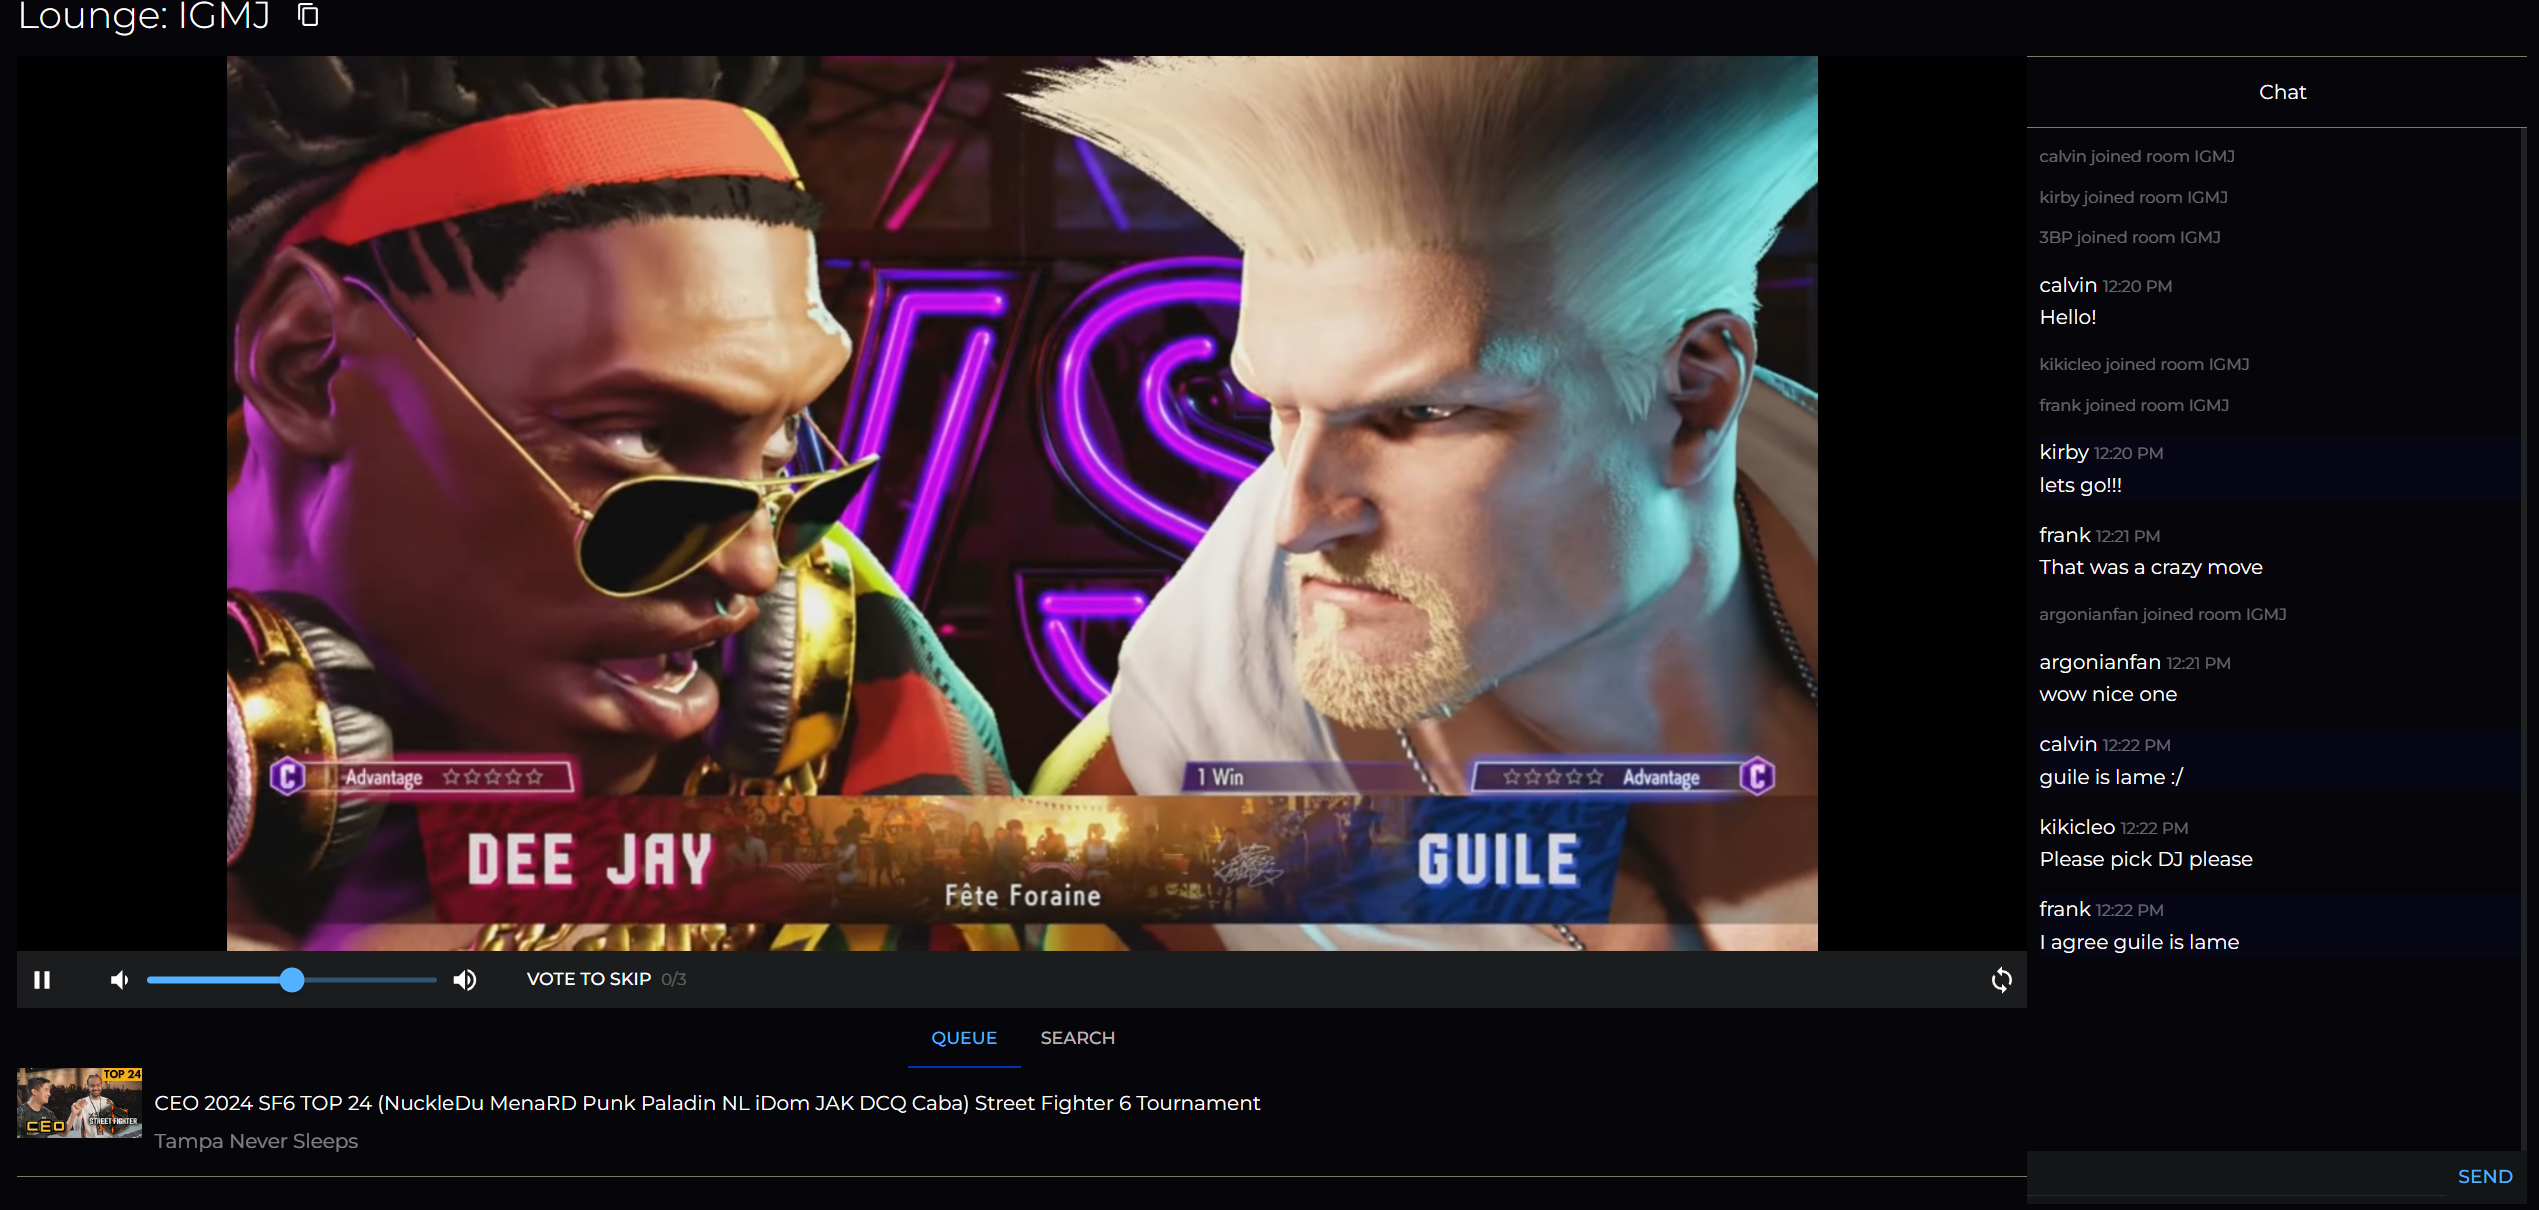 Lounge: IGMJ
VS
C Advantage
1 Win
Advantage C
DEE JAY
GUILE
Fête Foraine
VOTE TO SKIP 0/3
QUEUE SEARCH
TOP 24
CEO
STREET FIGHTER
CEO 2024 SF6 TOP 24 (NuckleDu MenaRD Punk Paladin NL iDom JAK DCQ Caba) Street Fighter 6 Tournament
Tampa Never Sleeps
Chat
calvin joined room IGMJ
kirby joined room IGMJ
3BP joined room IGMJ
calvin 12:20 PM
Hello!
kikicleo joined room IGMJ
frank joined room IGMJ
kirby 12:20 PM
lets go!!!
frank 12:21 PM
That was a crazy move
argonianfan joined room IGMJ
argonianfan 12:21 PM
wow nice one
calvin 12:22 PM
guile is lame :/
kikicleo 12:22 PM
Please pick DJ please
frank 12:22 PM
I agree guile is lame
SEND